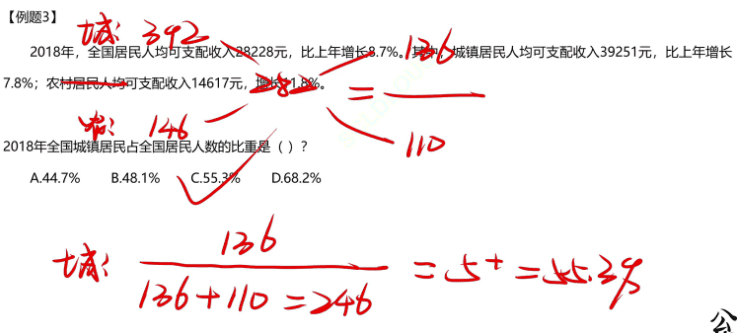 【例题3】
城: 392
2018年，全国居民人均可支配收入28228元，比上年增长8.7%。其中，城镇居民人均可支配收入39251元，比上年增长
7.8%；农村居民人均可支配收入14617元，增长11.8%。
282 = 136
农: 146
110
2018年全国城镇居民占全国居民人数的比重是（ ）？
A.44.7% B.48.1% C.55.3% D.68.2%
城: 136
136+110=246 = 5+ = 55.3%
公